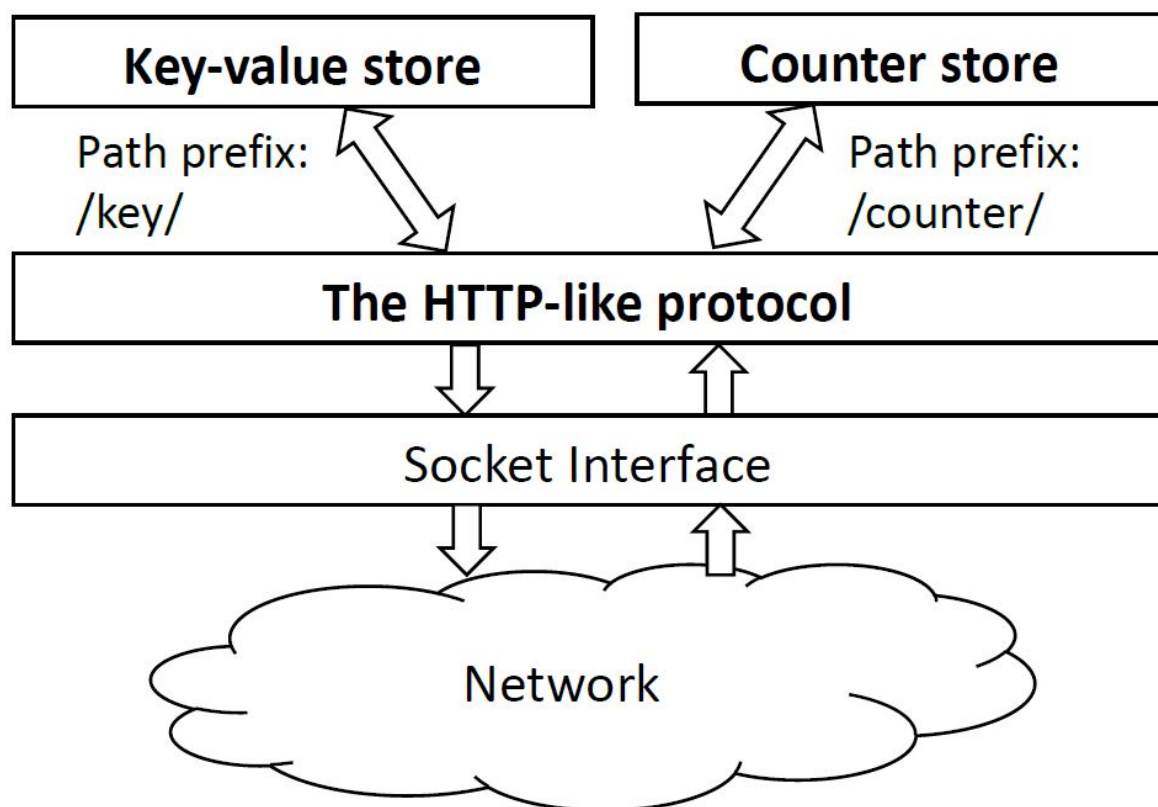 Key-value store
Counter store
Path prefix:
/key/
Path prefix:
/counter/
The HTTP-like protocol
Socket Interface
Network